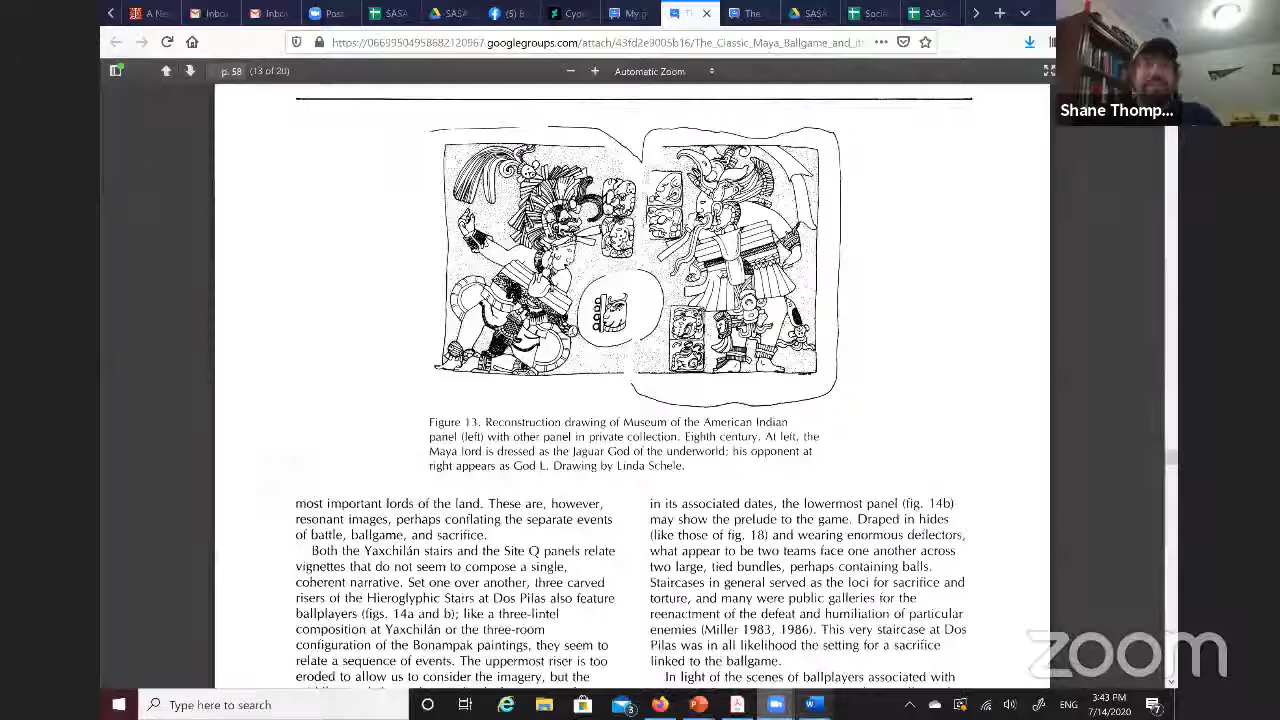 A New
Inbox
Inbox
Post
SASA
SASA
(5)
Cyov
SASA
Soci
SASA
https://0669950495868212096​7.googlegroups.com/attach/43fd2e9005b16/The_Classic_Maya_Ballgame_and_it
p. 58 (13 of 20)
Automatic Zoom
Shane Thomp...
Figure 13. Reconstruction drawing of Museum of the American Indian
panel (left) with other panel in private collection. Eighth century. At left, the
Maya lord is dressed as the Jaguar God of the underworld; his opponent at
right appears as God L. Drawing by Linda Schele.
most important lords of the land. These are, however,
resonant images, perhaps conflating the separate events
of battle, ballgame, and sacrifice.
Both the Yaxchilán stairs and the Site Q panels relate
vignettes that do not seem to compose a single,
coherent narrative. Set one over another, three carved
risers of the Hieroglyphic Stairs at Dos Pilas also feature
ballplayers (figs. 14a and b); like a three-lintel
composition at Yaxchilán or the three-room
configuration of the Bonampak paintings, they seem to
relate a sequence of events. The uppermost riser is too
eroded to allow us to consider the imagery, but the
in its associated dates, the lowermost panel (fig. 14b)
may show the prelude to the game. Draped in hides
(like those of fig. 18) and wearing enormous deflectors,
what appear to be two teams face one another across
two large, tied bundles, perhaps containing balls.
Staircases in general served as the loci for sacrifice and
torture, and many were public galleries for the
reenactment of the defeat and humiliation of particular
enemies (Miller 1983, 1986). This very staircase at Dos
Pilas was in all likelihood the setting for a sacrifice
linked to the ballgame.
In light of the scenes of ballplayers associated with
zoom
Type here to search
ENG
3:43 PM
7/14/2020